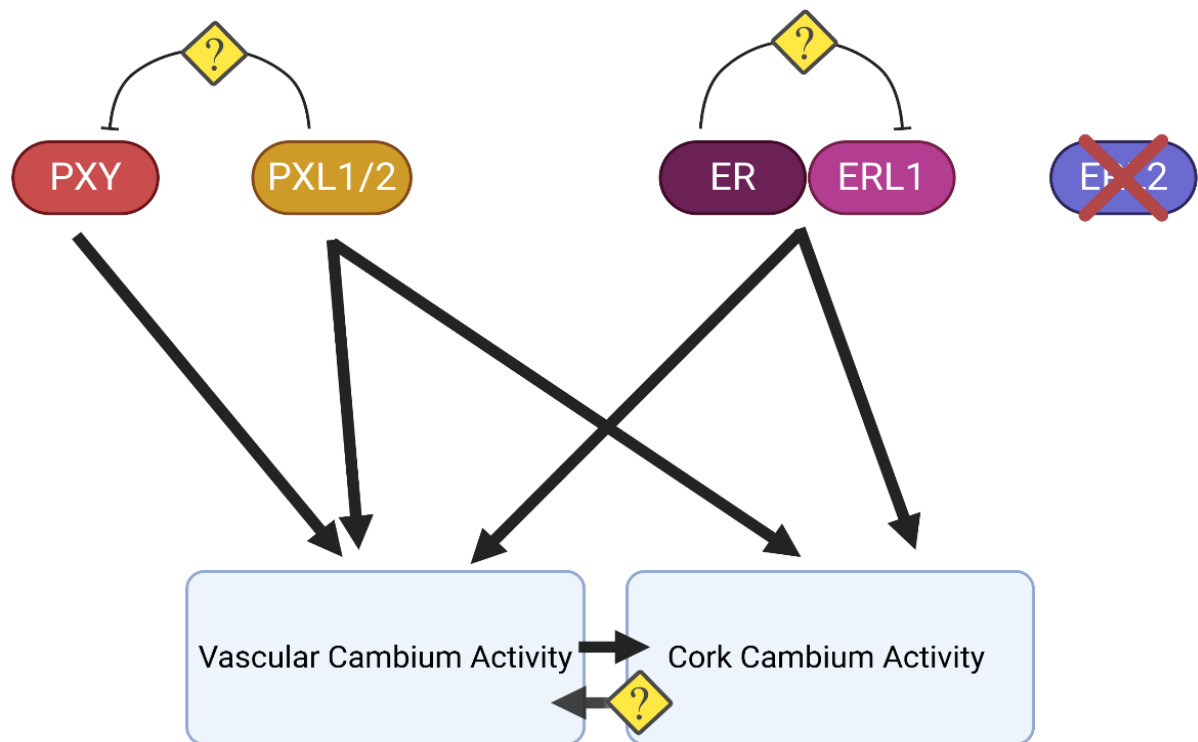 ?
?
PXY
PXL1/2
ER
ERL1
Vascular Cambium Activity
Cork Cambium Activity
?